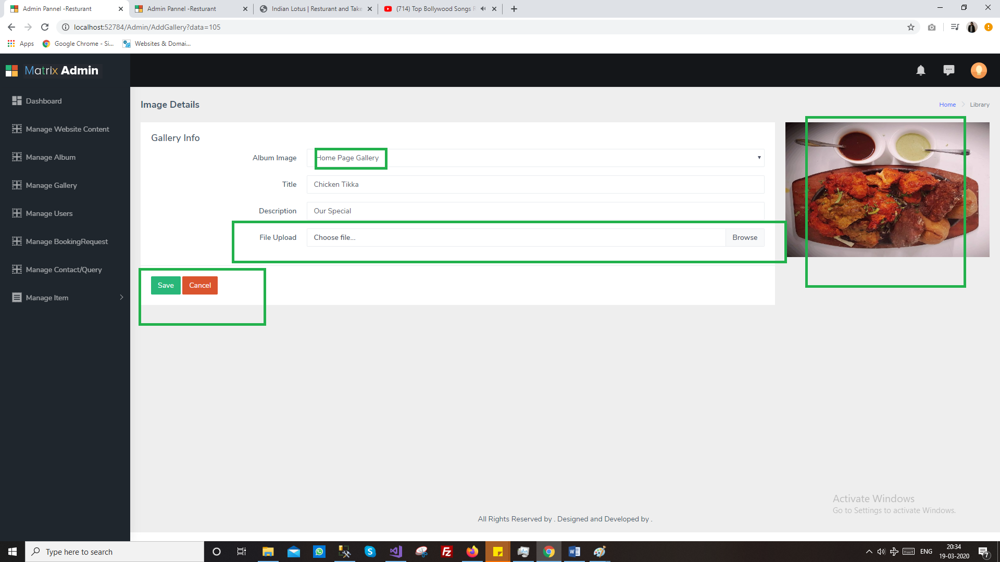 Admin Pannel -Resturant
Admin Pannel -Resturant
Indian Lotus | Resturant and Take
(714) Top Bollywood Songs
localhost:52784/Admin/AddGallery?data=105
Apps
Google Chrome - Si...
Websites & Domai...
Matrix Admin
Dashboard
Manage Website Content
Manage Album
Manage Gallery
Manage Users
Manage BookingRequest
Manage Contact/Query
Manage Item
Image Details
Home
Library
Gallery Info
Album Image
Home Page Gallery
Title
Chicken Tikka
Description
Our Special
File Upload
Choose file...
Browse
Save
Cancel
Activate Windows
Go to Settings to activate Windows.
All Rights Reserved by . Designed and Developed by .
Type here to search
ENG
20:34
19-03-2020
7